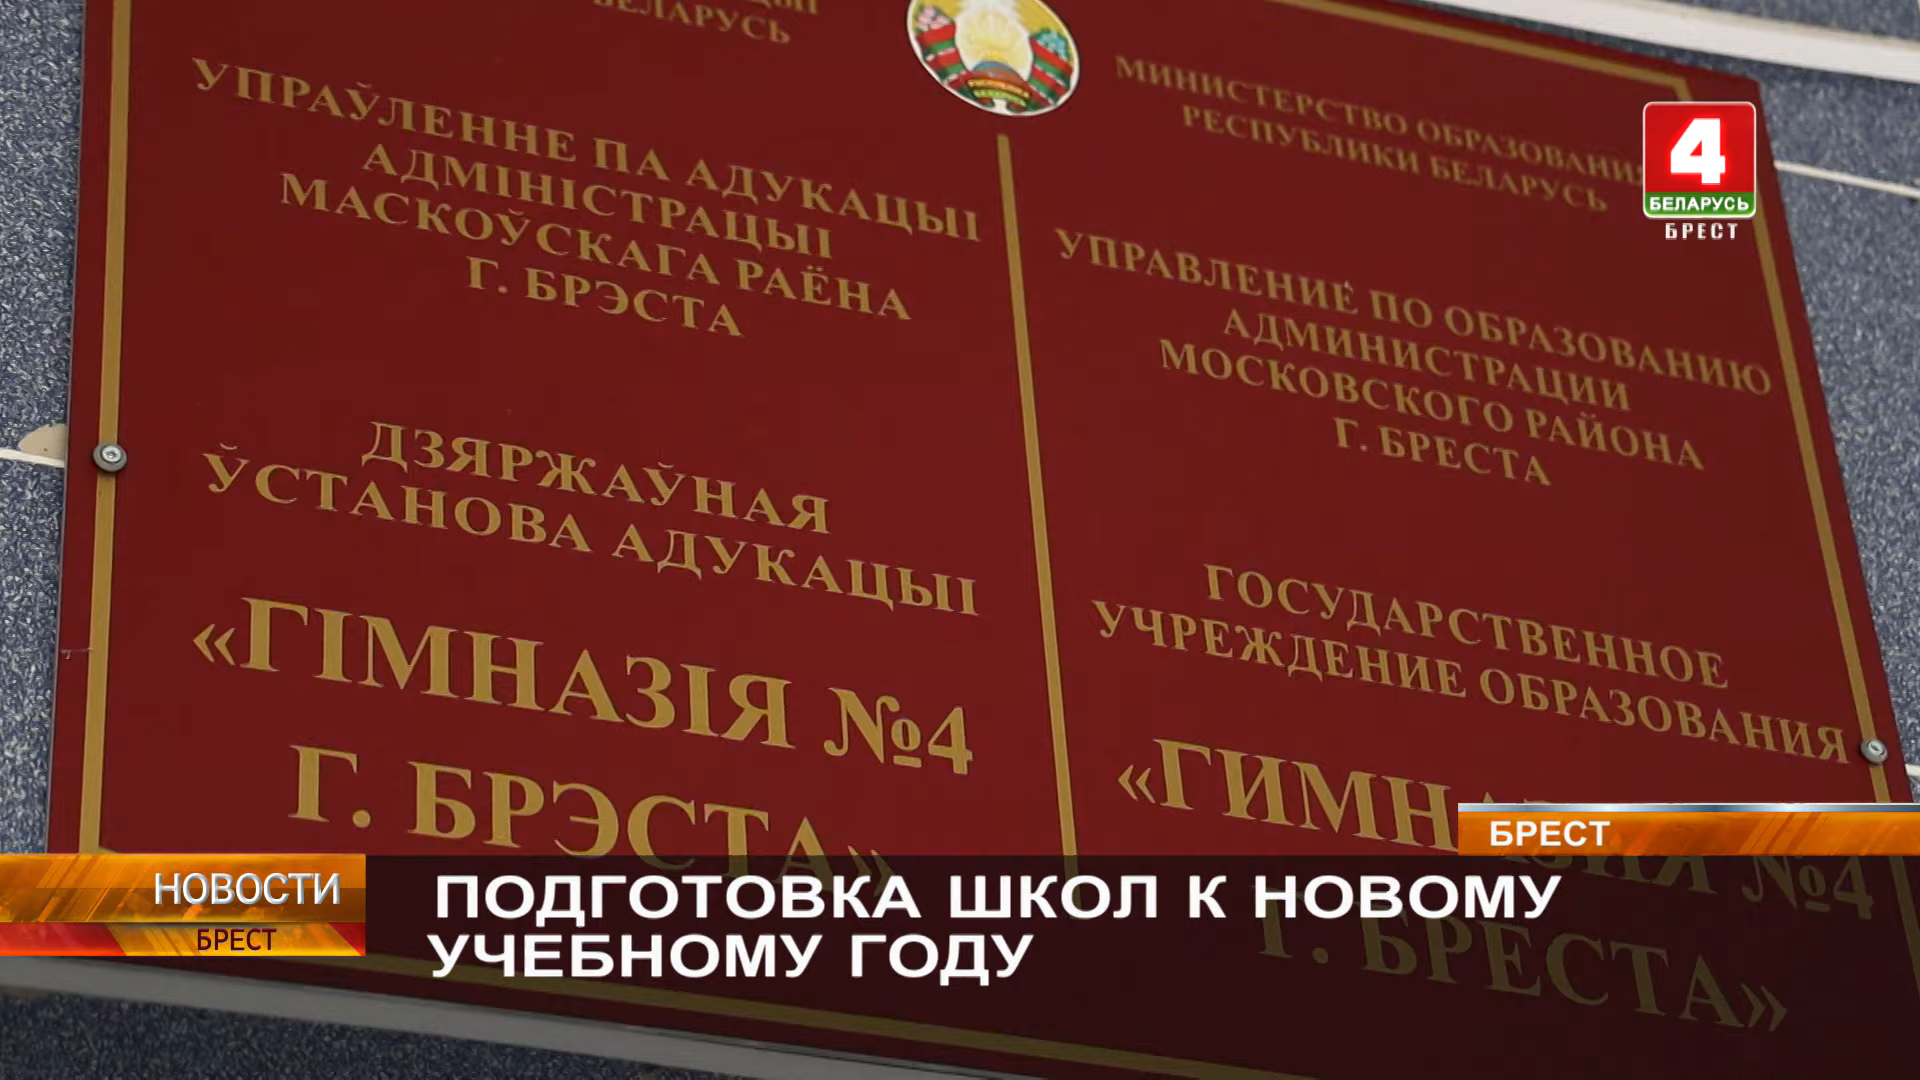 БЕЛАРУСЬ
УПРАЎЛЕННЕ ПА АДУКАЦЫІ
АДМІНІСТРАЦЫІ
МАСКОЎСКАГА РАЁНА
Г. БРЭСТА
ДЗЯРЖАЎНАЯ
ЎСТАНОВА АДУКАЦЫІ
«ГІМНАЗІЯ №4
Г. БРЭСТА»
МИНИСТЕРСТВО ОБРАЗОВАНИЯ
РЕСПУБЛИКИ БЕЛАРУСЬ
УПРАВЛЕНИЕ ПО ОБРАЗОВАНИЮ
АДМИНИСТРАЦИИ
МОСКОВСКОГО РАЙОНА
Г. БРЕСТА
ГОСУДАРСТВЕННОЕ
УЧРЕЖДЕНИЕ ОБРАЗОВАНИЯ
«ГИМНАЗИЯ №4
Г. БРЕСТА»
4
БЕЛАРУСЬ
БРЕСТ
БРЕСТ
НОВОСТИ
БРЕСТ
ПОДГОТОВКА ШКОЛ К НОВОМУ
УЧЕБНОМУ ГОДУ